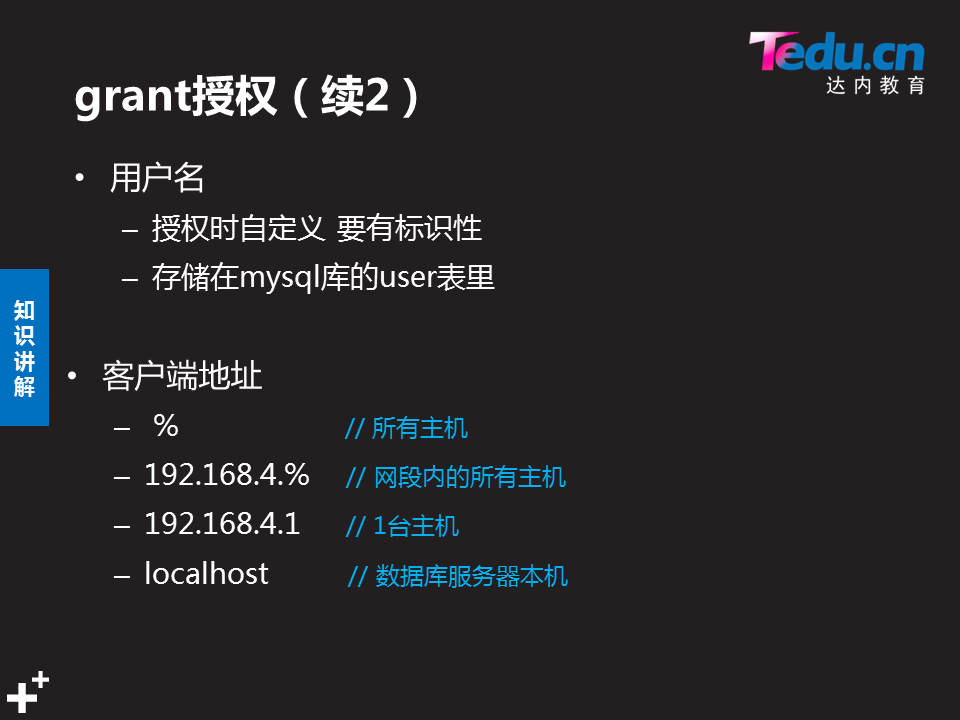 Tedu.cn
达内教育
grant授权（续2）
• 用户名
– 授权时自定义 要有标识性
– 存储在mysql库的user表里
知识讲解
• 客户端地址
– % // 所有主机
– 192.168.4.% // 网段内的所有主机
– 192.168.4.1 // 1台主机
– localhost // 数据库服务器本机